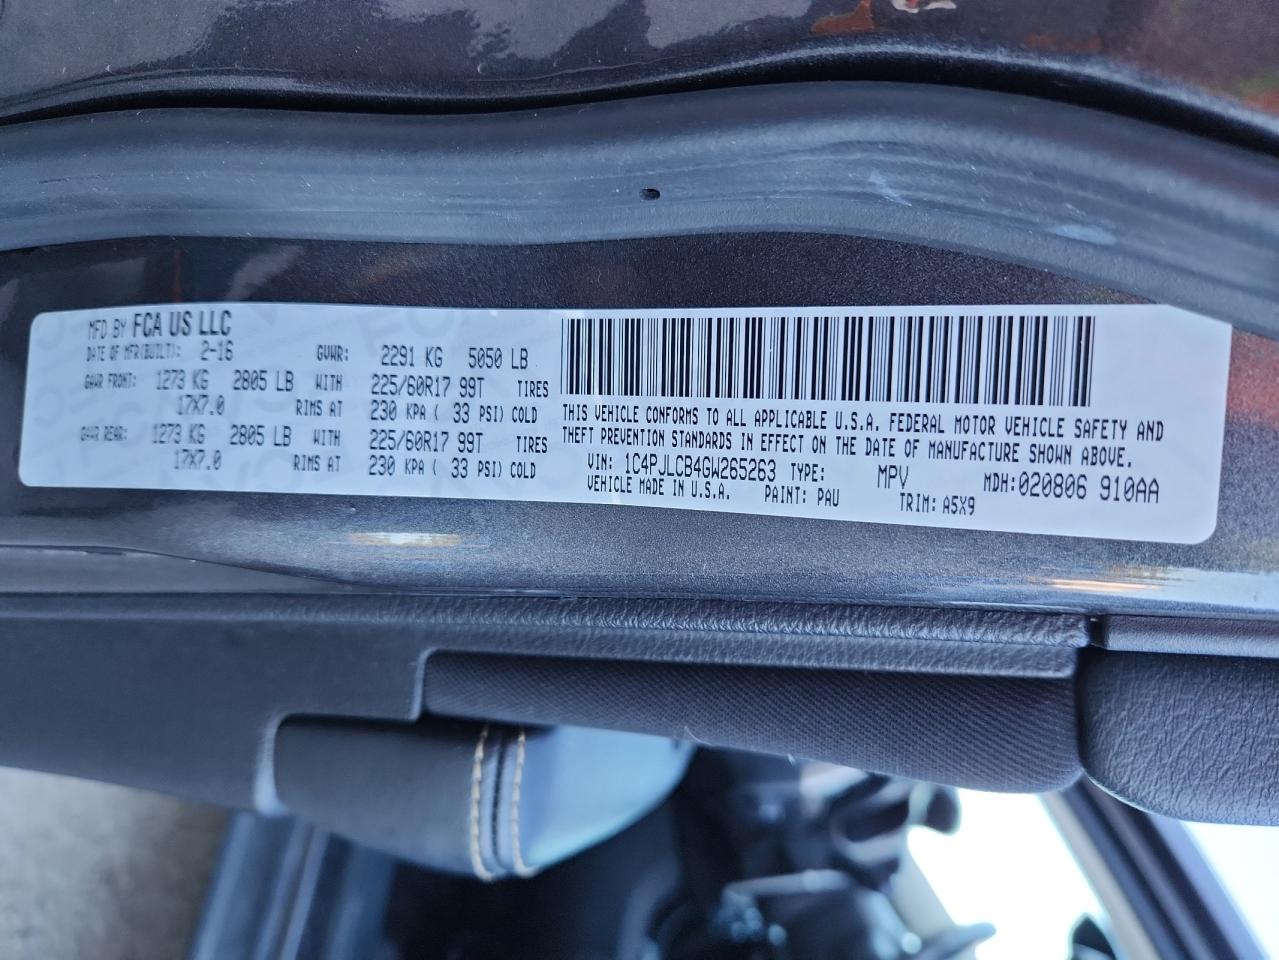 MFD BY FCA US LLC
DATE OF MFR(BUILT): 2-16 GVWR: 2291 KG 5050 LB
GAWR FRONT: 1273 KG 2805 LB WITH 225/60R17 99T TIRES
17X7.0 RIMS AT 230 KPA ( 33 PSI) COLD
GAWR REAR: 1273 KG 2805 LB WITH 225/60R17 99T TIRES
17X7.0 RIMS AT 230 KPA ( 33 PSI) COLD
THIS VEHICLE CONFORMS TO ALL APPLICABLE U.S.A. FEDERAL MOTOR VEHICLE SAFETY AND
THEFT PREVENTION STANDARDS IN EFFECT ON THE DATE OF MANUFACTURE SHOWN ABOVE.
VIN: 1C4PJLCB4GW265263 TYPE: MPV MDH:020806 910AA
VEHICLE MADE IN U.S.A. PAINT: PAU TRIM: A5X9